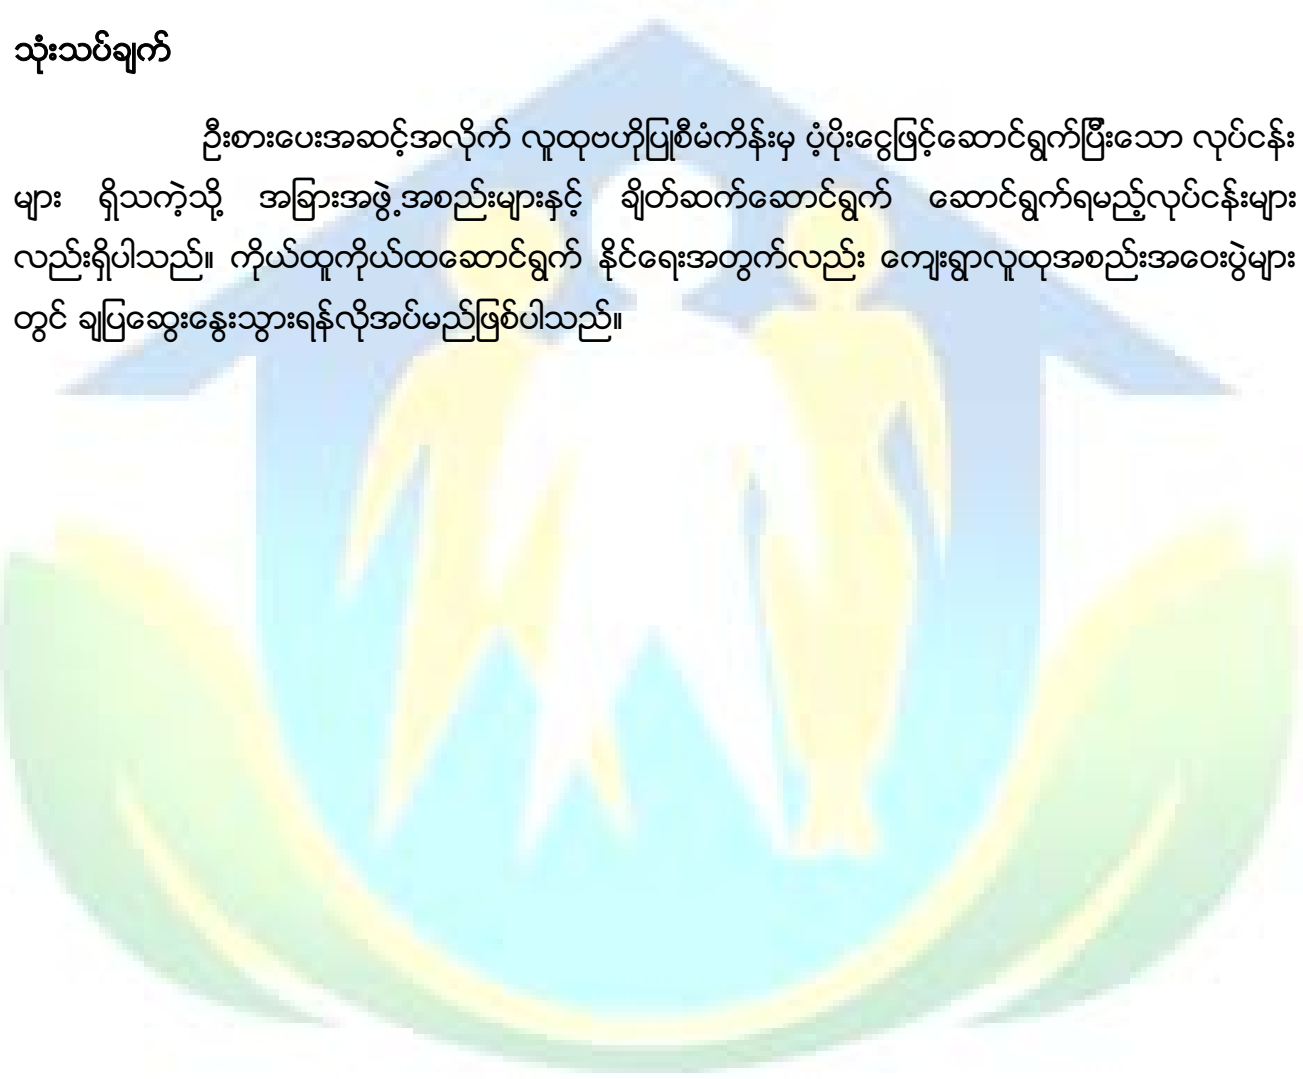 သုံးသပ်ချက်
ဦးစားပေးအဆင့်အလိုက် လူထုဗဟိုပြုစီမံကိန်းမှ ပံ့ပိုးငွေဖြင့်ဆောင်ရွက်ပြီးသော လုပ်ငန်း
များ ရှိသကဲ့သို့ အခြားအဖွဲ့အစည်းများနှင့် ချိတ်ဆက်ဆောင်ရွက် ဆောင်ရွက်ရမည့်လုပ်ငန်းများ
လည်းရှိပါသည်။ ကိုယ်ထူကိုယ်ထဆောင်ရွက် နိုင်ရေးအတွက်လည်း ကျေးရွာလူထုအစည်းအဝေးပွဲများ
တွင် ချပြဆွေးနွေးသွားရန်လိုအပ်မည်ဖြစ်ပါသည်။